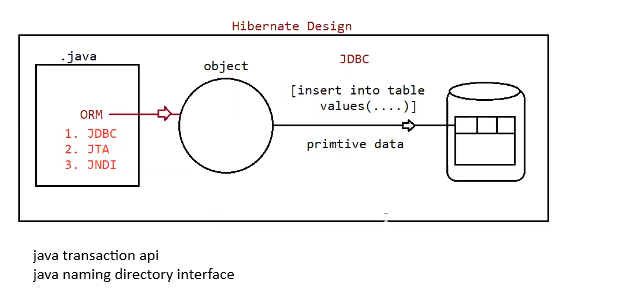 Hibernate Design
.java
object
JDBC
[insert into table
values(....)]
ORM
1. JDBC
2. JTA
3. JNDI
primtive data
java transaction api
java naming directory interface